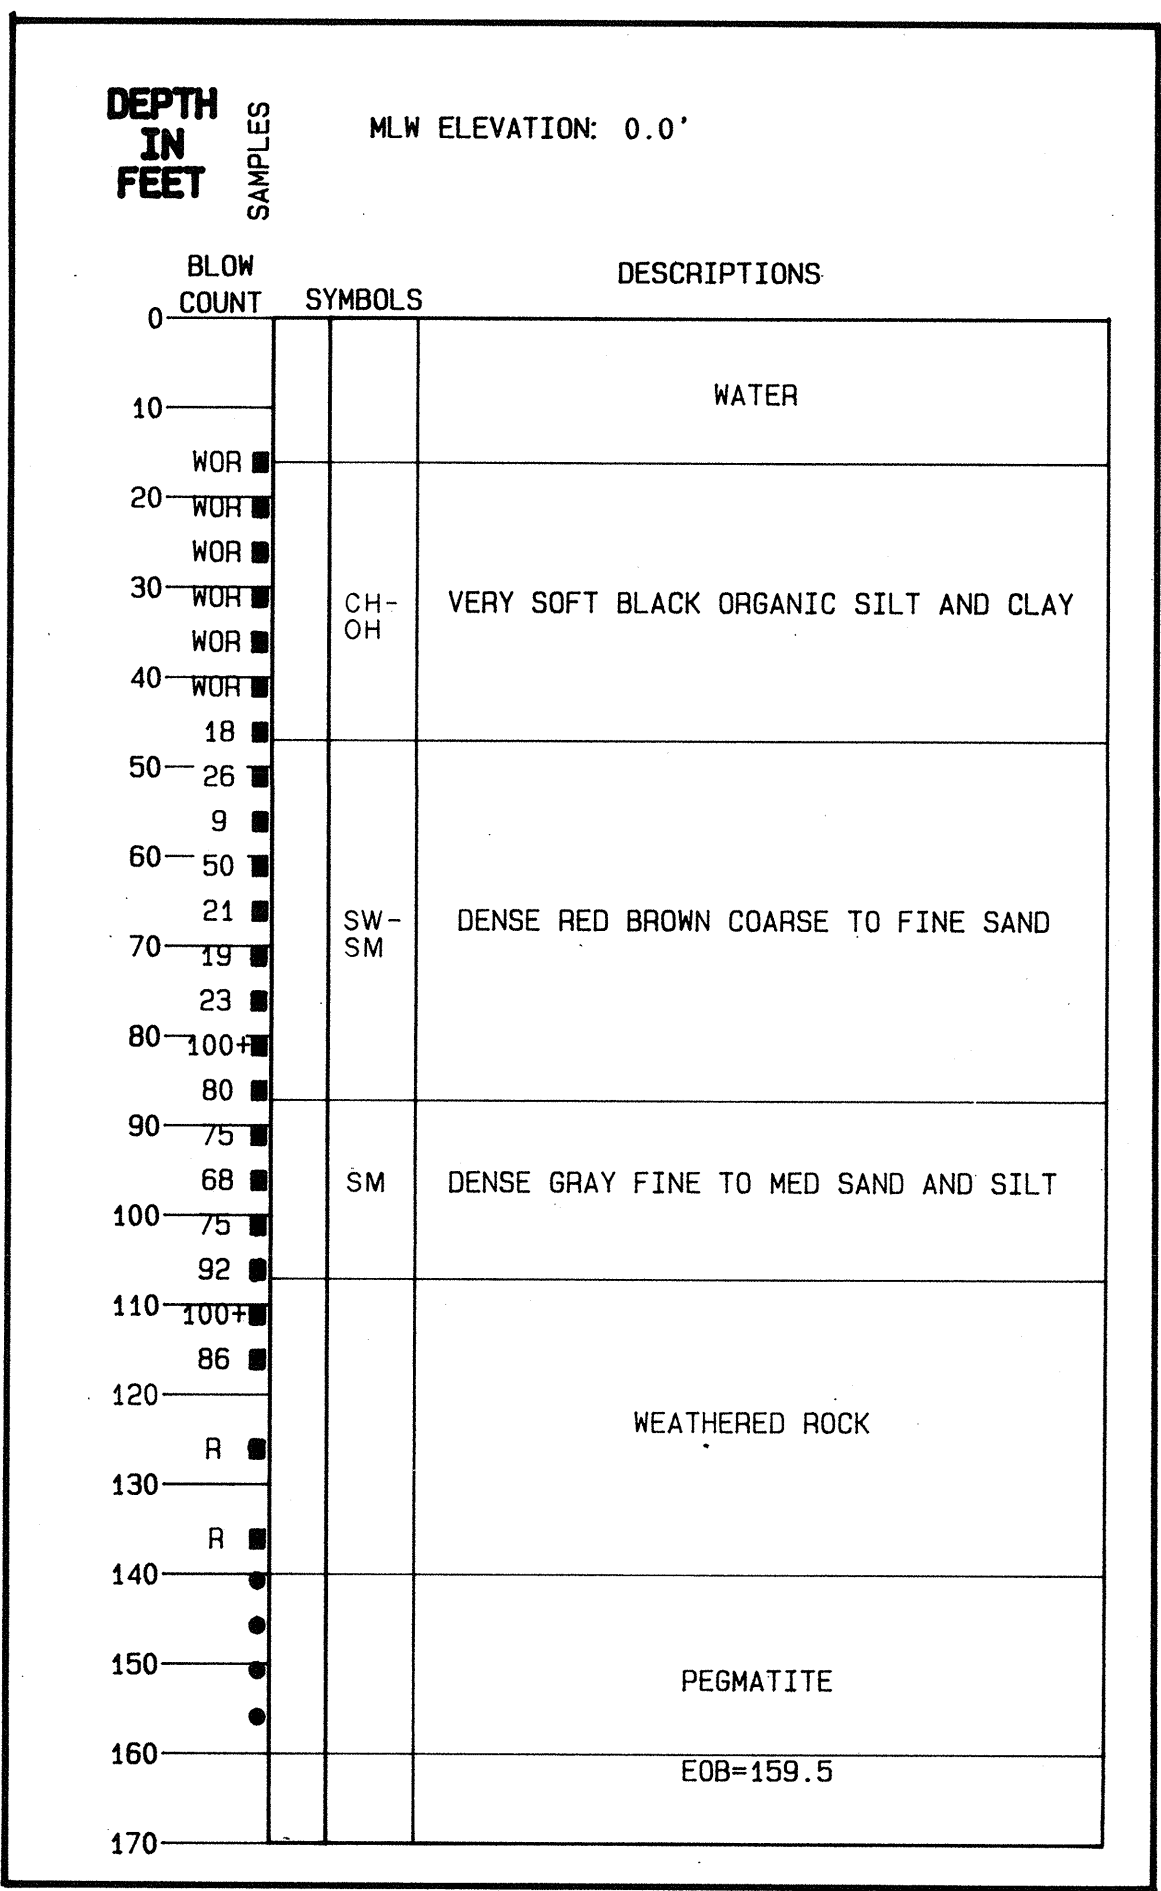 DEPTH
IN
FEET
SAMPLES
MLW ELEVATION: 0.0'
BLOW
COUNT
SYMBOLS
DESCRIPTIONS
0
WATER
10
WOR
20
WOR
WOR
30
WOR
CH-
OH
VERY SOFT BLACK ORGANIC SILT AND CLAY
WOR
40
WOR
18
50
26
9
60
50
21
SW-
SM
DENSE RED BROWN COARSE TO FINE SAND
70
19
23
80
100+
80
90
75
68
SM
DENSE GRAY FINE TO MED SAND AND SILT
100
75
92
110
100+
86
120
WEATHERED ROCK
R
130
R
140
150
PEGMATITE
160
EOB=159.5
170